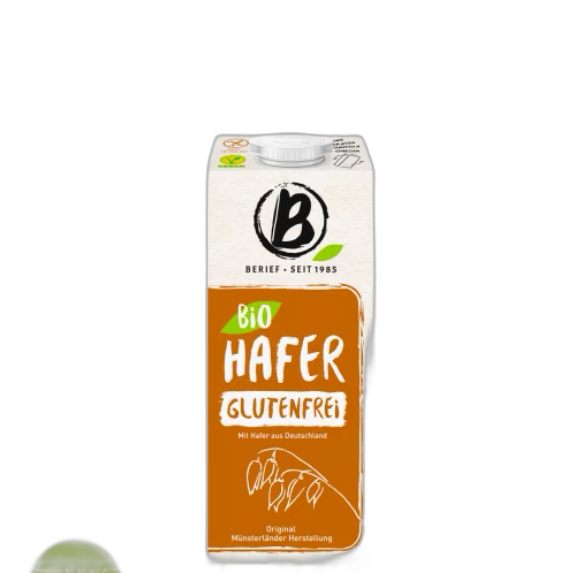 B
BERIEF · SEIT 1985
BiO
HAFER
GLUTENFREi
Mit Hafer aus Deutschland
Original
Münsterländer Herstellung